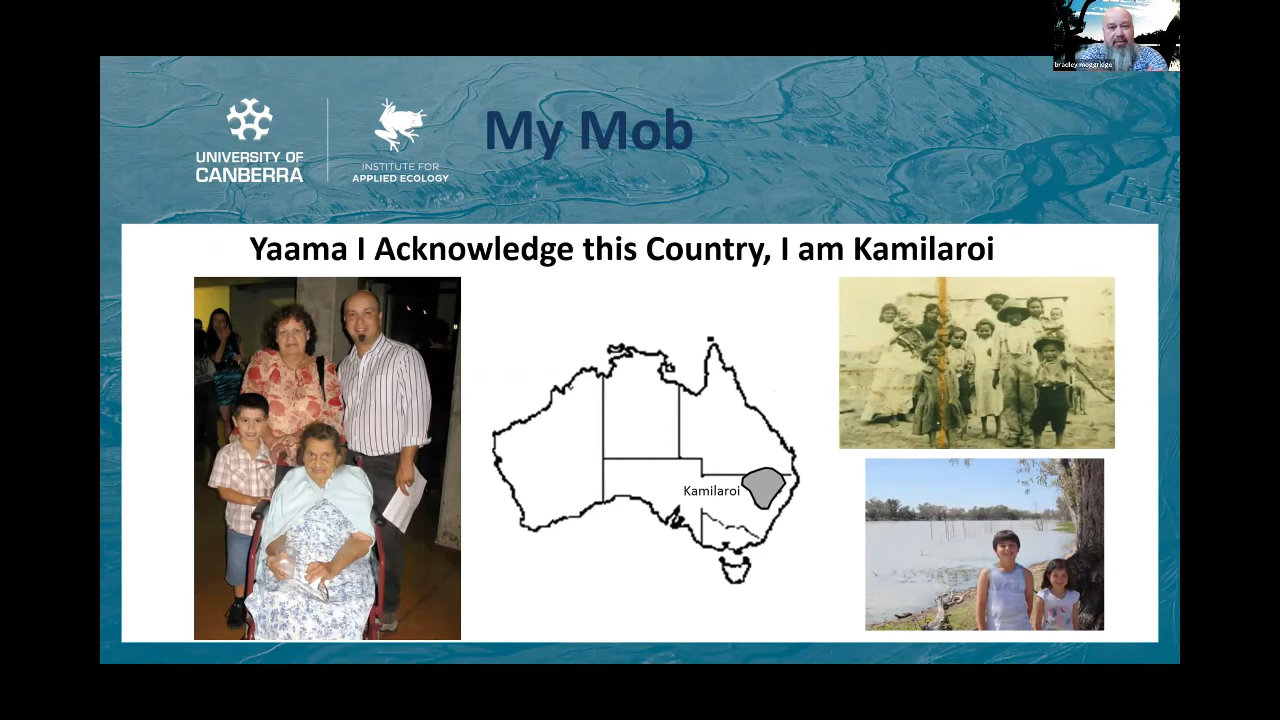 bradley moggridge
UNIVERSITY OF
CANBERRA
INSTITUTE FOR
APPLIED ECOLOGY
My Mob
Yaama I Acknowledge this Country, I am Kamilaroi
Kamilaroi